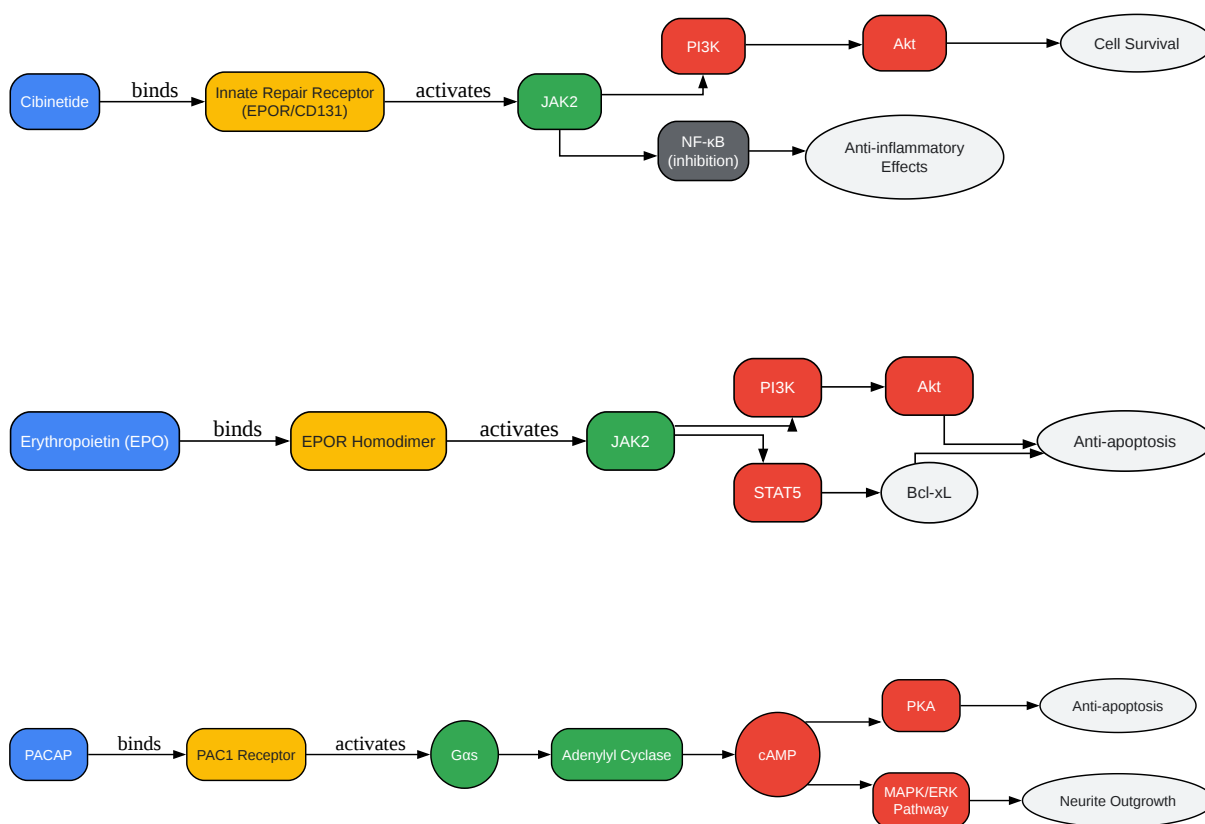 Cibinetide
binds
Innate Repair Receptor
(EPOR/CD131)
activates
JAK2
PI3K
Akt
Cell Survival
NF-κB
(inhibition)
Anti-inflammatory
Effects
Erythropoietin (EPO)
binds
EPOR Homodimer
activates
JAK2
PI3K
Akt
STAT5
Bcl-xL
Anti-apoptosis
PACAP
binds
PAC1 Receptor
activates
Gαs
Adenylyl Cyclase
cAMP
PKA
Anti-apoptosis
MAPK/ERK
Pathway
Neurite Outgrowth